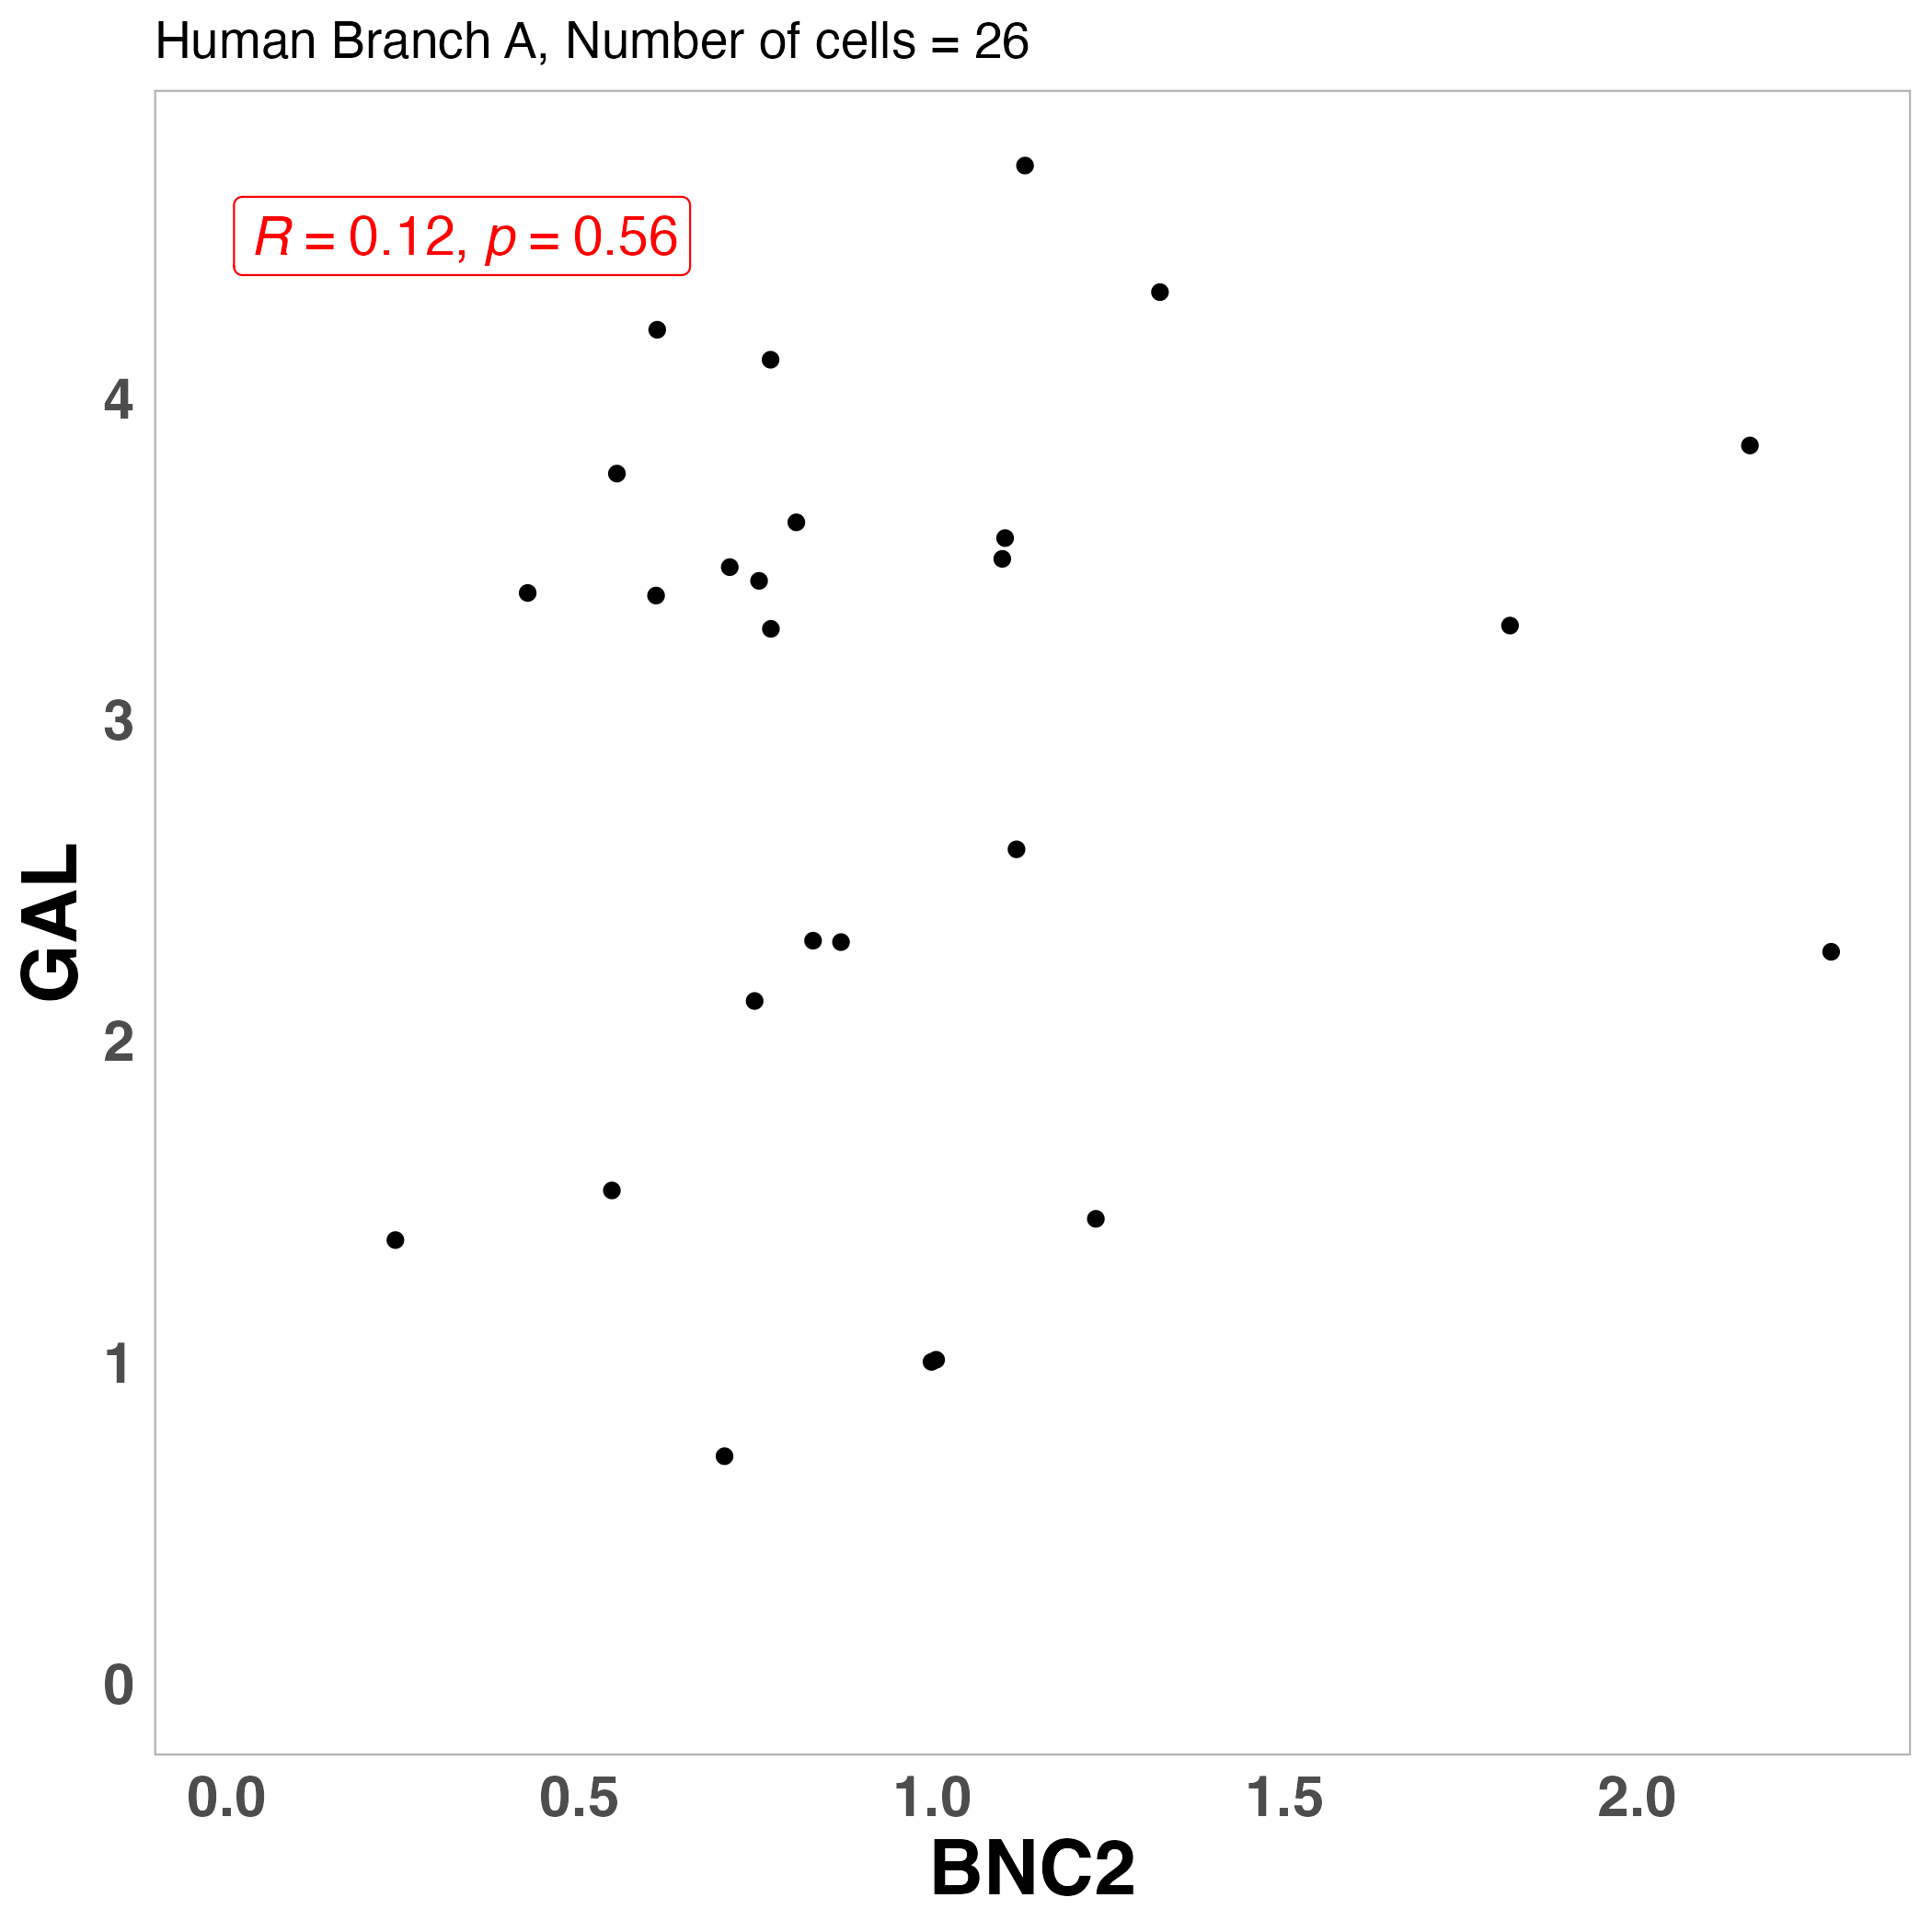 Human Branch A, Number of cells = 26
R = 0.12, p = 0.56
4
3
2
1
0
GAL
0.0 0.5 1.0 1.5 2.0
BNC2